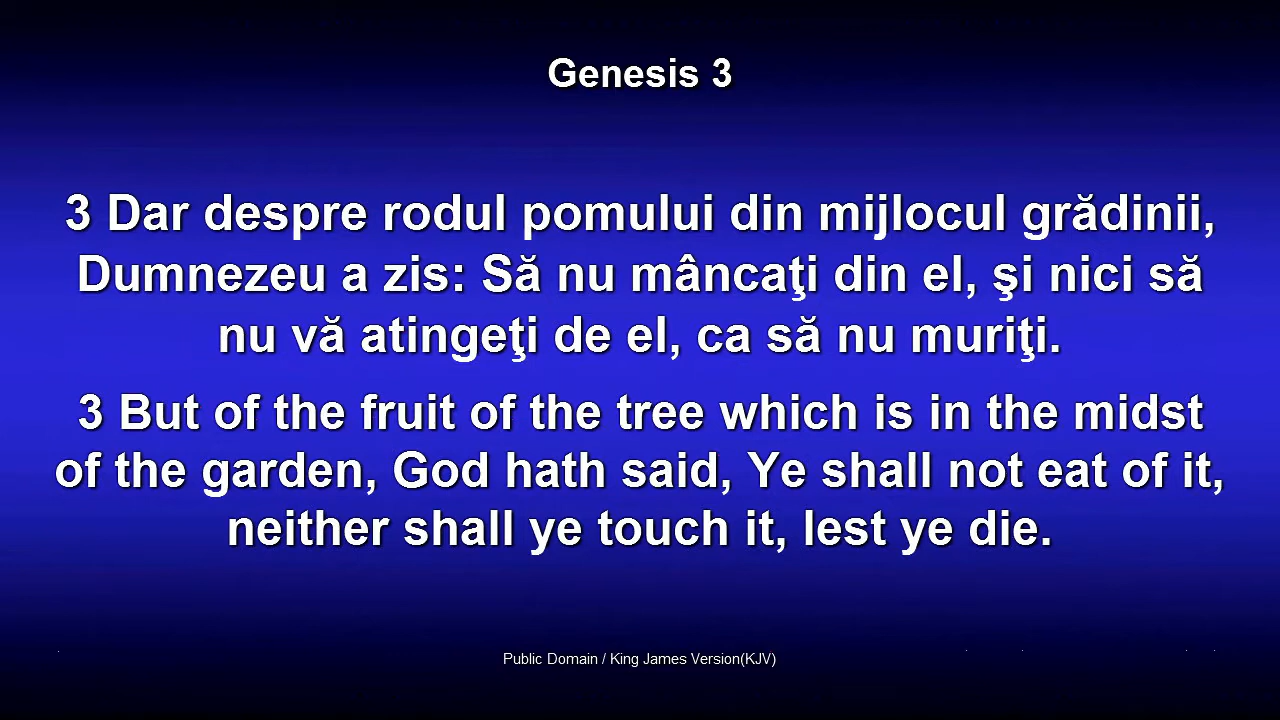 Genesis 3
3 Dar despre rodul pomului din mijlocul grădinii,
Dumnezeu a zis: Să nu mâncaţi din el, şi nici să
nu vă atingeţi de el, ca să nu muriţi.
3 But of the fruit of the tree which is in the midst
of the garden, God hath said, Ye shall not eat of it,
neither shall ye touch it, lest ye die.
Public Domain / King James Version(KJV)